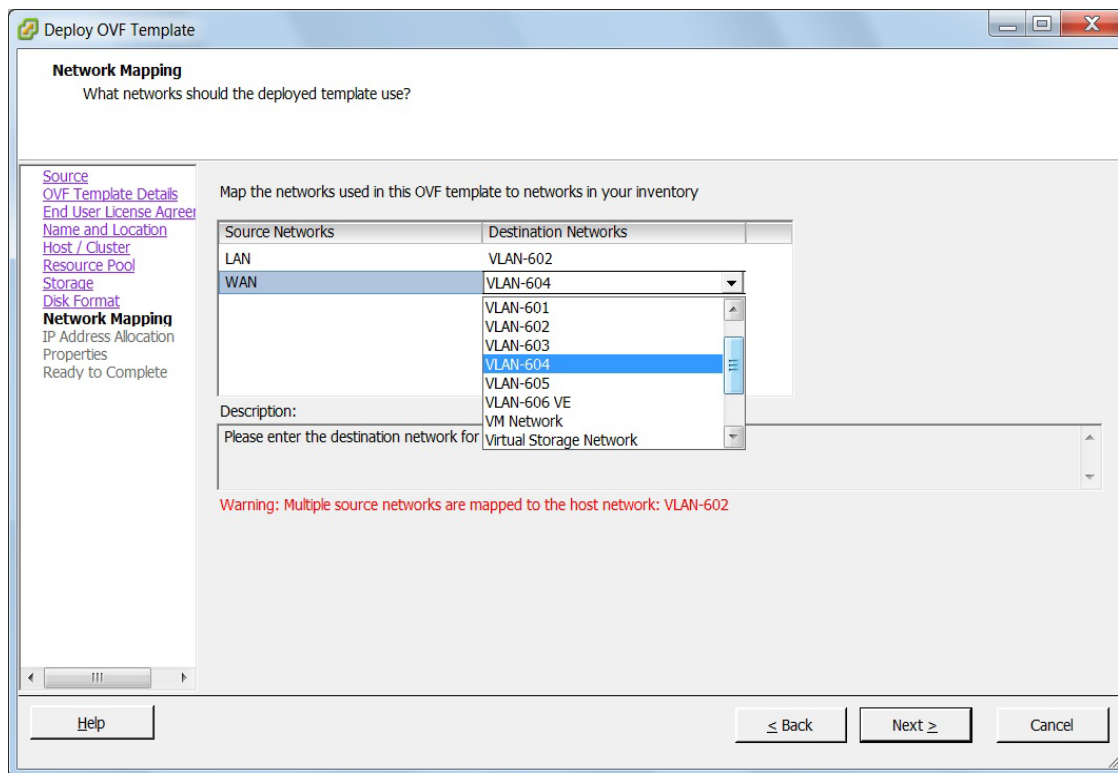 Deploy OVF Template
Network Mapping
What networks should the deployed template use?
Source
OVF Template Details
End User License Agreer
Name and Location
Host / Cluster
Resource Pool
Storage
Disk Format
Network Mapping
IP Address Allocation
Properties
Ready to Complete
Map the networks used in this OVF template to networks in your inventory
Source Networks Destination Networks
LAN VLAN-602
WAN VLAN-604
VLAN-601
VLAN-602
VLAN-603
VLAN-604
VLAN-605
VLAN-606 VE
VM Network
Virtual Storage Network
Description:
Please enter the destination network for
Warning: Multiple source networks are mapped to the host network: VLAN-602
Help
< Back
Next >
Cancel